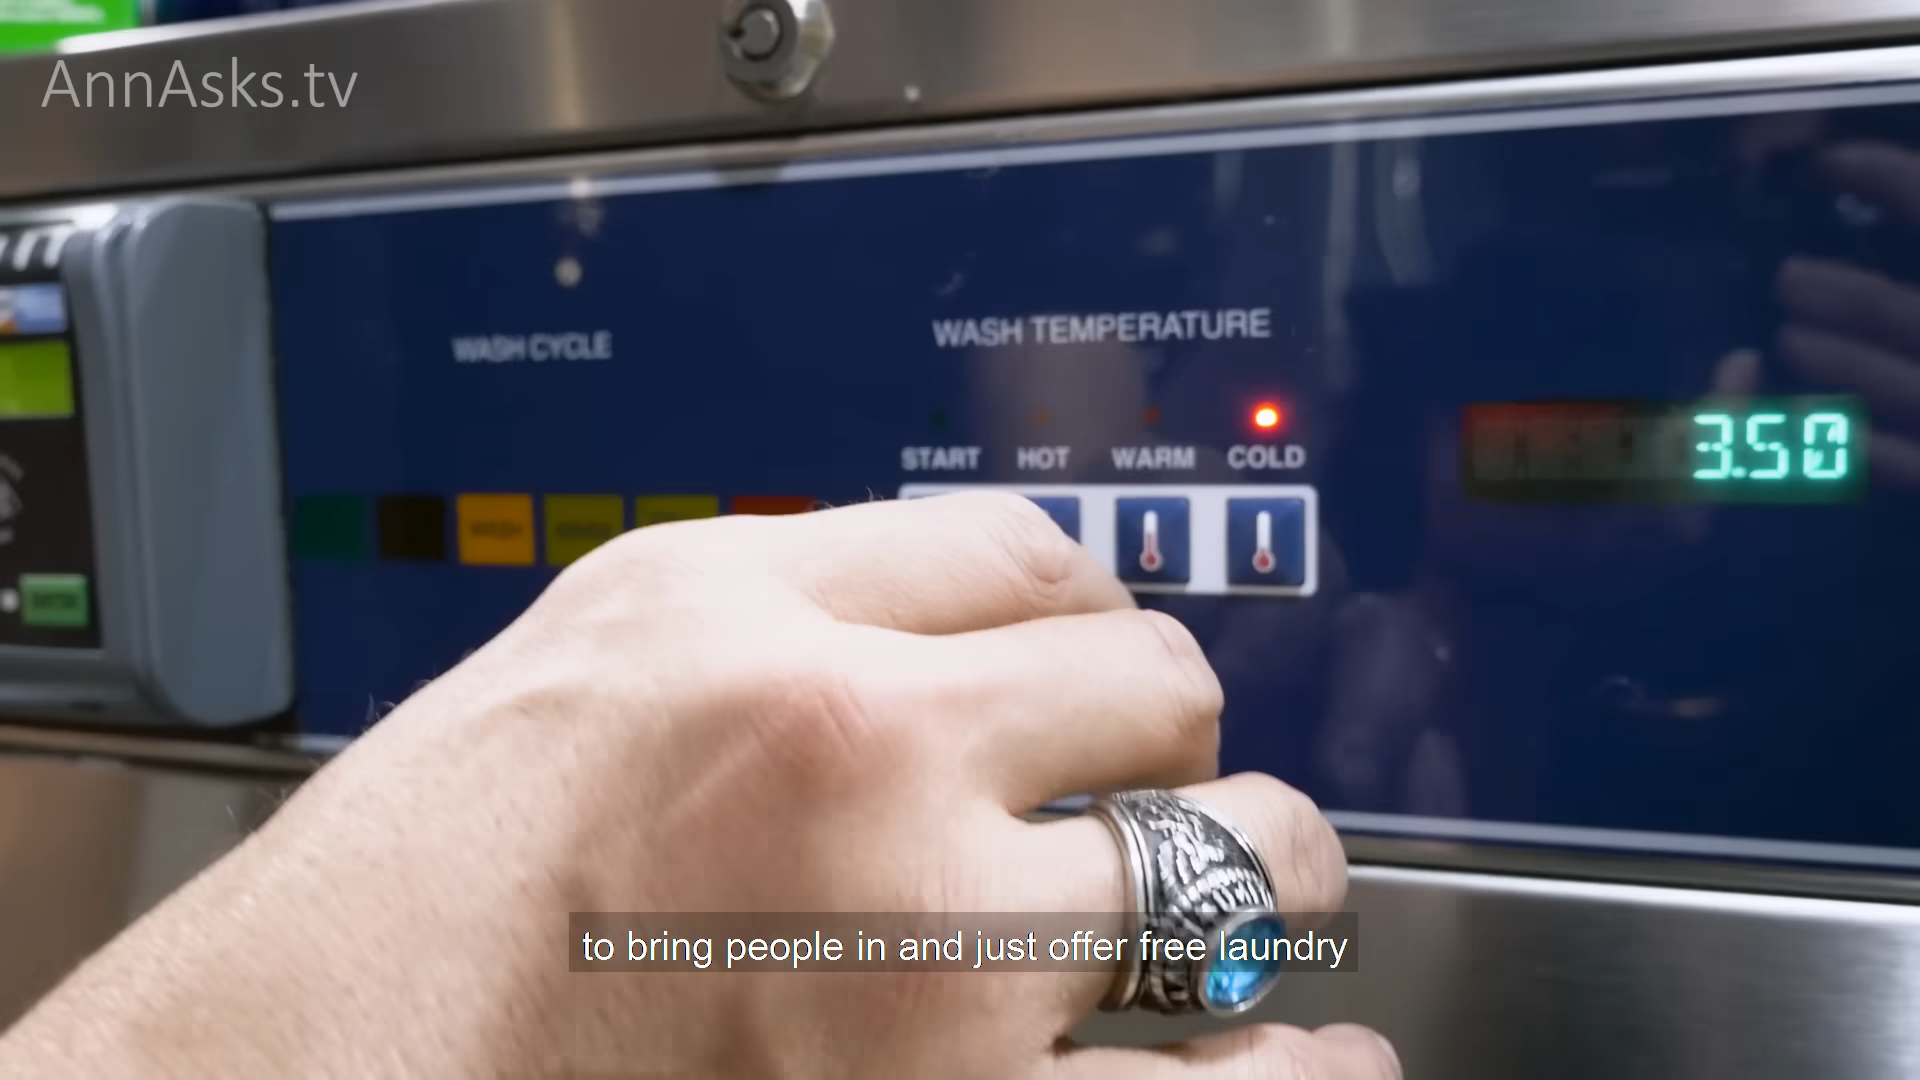 AnnAsks.tv
WASH CYCLE
WASH TEMPERATURE
START HOT WARM COLD
3.50
WASH
to bring people in and just offer free laundry